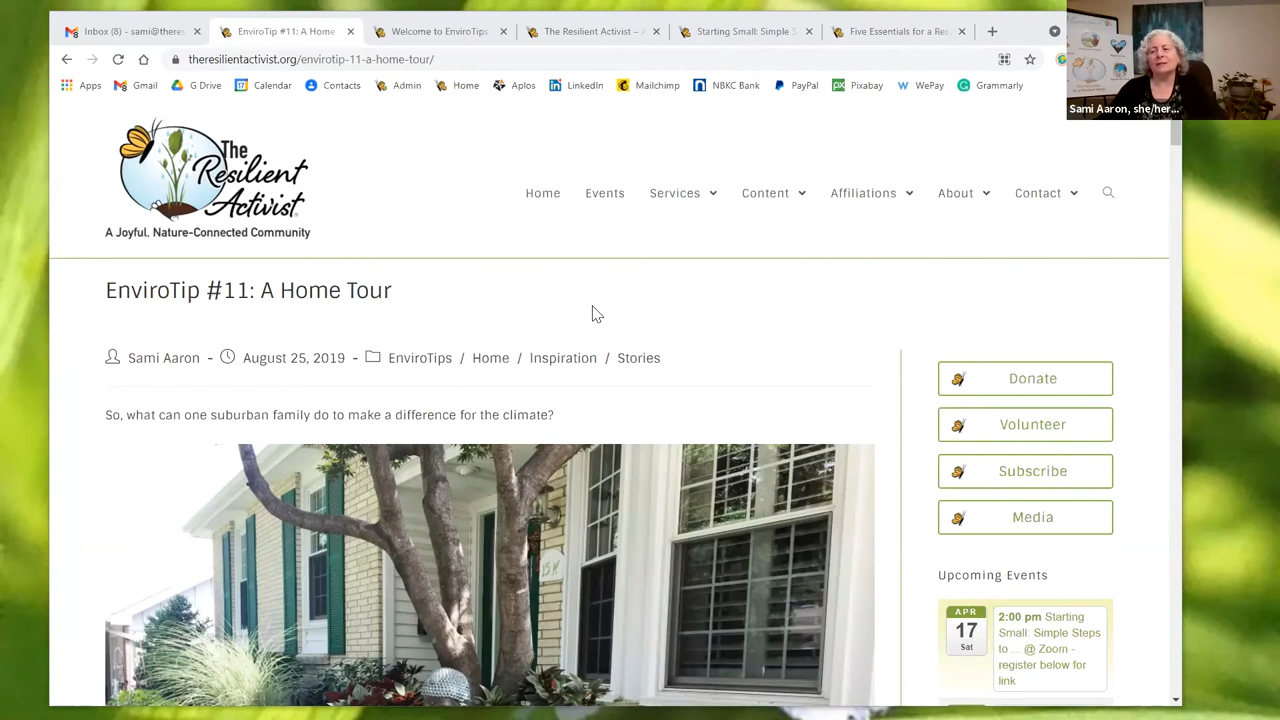 Inbox (8) - sami@theres
EnviroTip #11: A Home
Welcome to EnviroTips
The Resilient Activist – A
Starting Small: Simple S
Five Essentials for a Res
theresilientactivist.org/envirotip-11-a-home-tour/
Apps Gmail G Drive Calendar Contacts Admin Home Aplos LinkedIn Mailchimp NBKC Bank PayPal Pixabay WePay Grammarly
Sami Aaron, she/her...
The
Resilient
Activist
A Joyful, Nature-Connected Community
Home Events Services Content Affiliations About Contact
EnviroTip #11: A Home Tour
Sami Aaron - August 25, 2019 - EnviroTips / Home / Inspiration / Stories
So, what can one suburban family do to make a difference for the climate?
Donate
Volunteer
Subscribe
Media
Upcoming Events
APR
17
Sat
2:00 pm Starting
Small: Simple Steps
to ... @ Zoom -
register below for
link